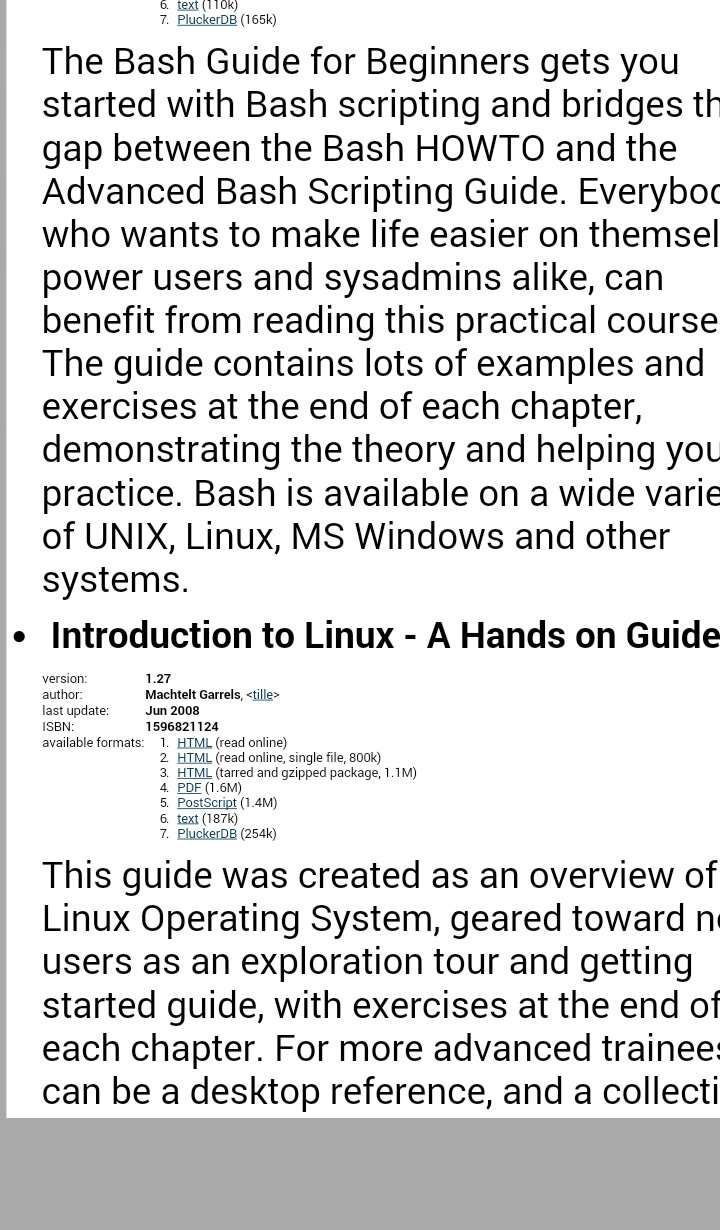 6. text (110k)
7. PluckerDB (165k)
The Bash Guide for Beginners gets you
started with Bash scripting and bridges th
gap between the Bash HOWTO and the
Advanced Bash Scripting Guide. Everybod
who wants to make life easier on themsel
power users and sysadmins alike, can
benefit from reading this practical course
The guide contains lots of examples and
exercises at the end of each chapter,
demonstrating the theory and helping you
practice. Bash is available on a wide varie
of UNIX, Linux, MS Windows and other
systems.
• Introduction to Linux - A Hands on Guide
version: 1.27
author: Machtelt Garrels, <tille>
last update: Jun 2008
ISBN: 1596821124
available formats: 1. HTML (read online)
2. HTML (read online, single file, 800k)
3. HTML (tarred and gzipped package, 1.1M)
4. PDF (1.6M)
5. PostScript (1.4M)
6. text (187k)
7. PluckerDB (254k)
This guide was created as an overview of
Linux Operating System, geared toward ne
users as an exploration tour and getting
started guide, with exercises at the end of
each chapter. For more advanced trainees
can be a desktop reference, and a collecti